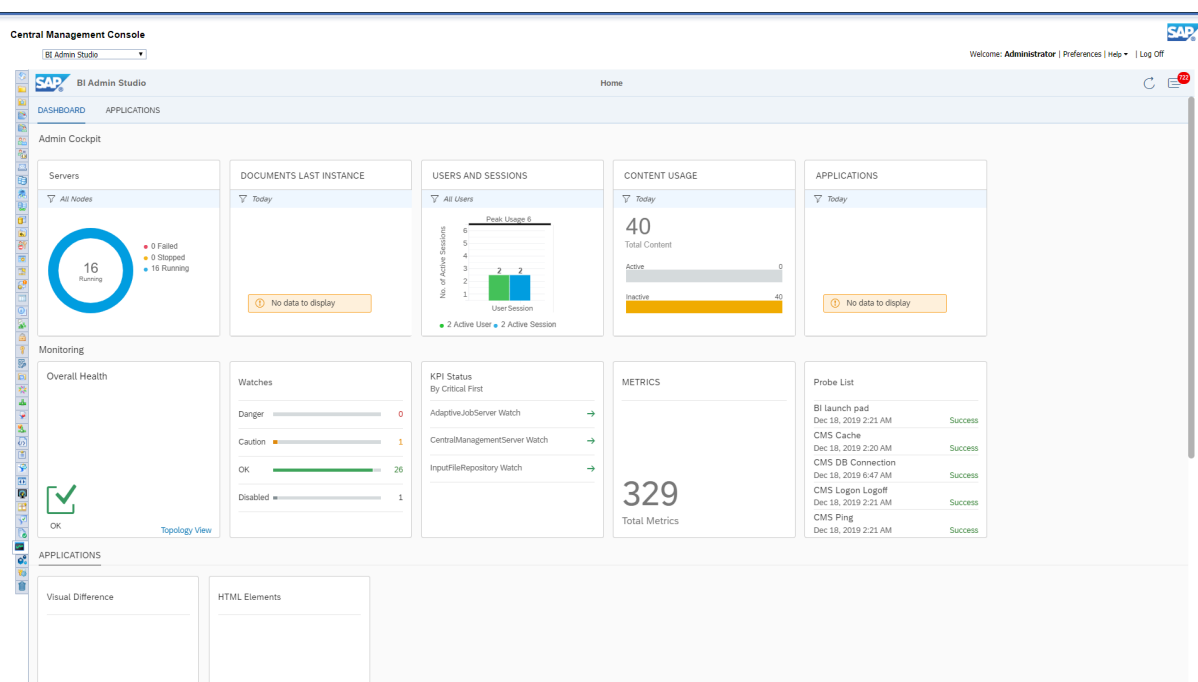 Central Management Console
SAP
BI Admin Studio
Welcome: Administrator | Preferences | Help | Log Off
SAP BI Admin Studio
Home
722
DASHBOARD APPLICATIONS
Admin Cockpit
Servers
All Nodes
16
Running
0 Failed
0 Stopped
16 Running
DOCUMENTS LAST INSTANCE
Today
No data to display
USERS AND SESSIONS
All Users
Peak Usage 6
No. of Active Sessions
6
5
4
3
2
1
2 2
User Session
2 Active User 2 Active Session
CONTENT USAGE
Today
40
Total Content
Active 0
Inactive 40
APPLICATIONS
Today
No data to display
Monitoring
Overall Health
OK
Topology View
Watches
Danger 0
Caution 1
OK 26
Disabled 1
KPI Status
By Critical First
AdaptiveJobServer Watch
CentralManagementServer Watch
InputFileRepository Watch
METRICS
329
Total Metrics
Probe List
BI launch pad
Dec 18, 2019 2:21 AM Success
CMS Cache
Dec 18, 2019 2:20 AM Success
CMS DB Connection
Dec 18, 2019 6:47 AM Success
CMS Logon Logoff
Dec 18, 2019 2:21 AM Success
CMS Ping
Dec 18, 2019 2:21 AM Success
APPLICATIONS
Visual Difference
HTML Elements